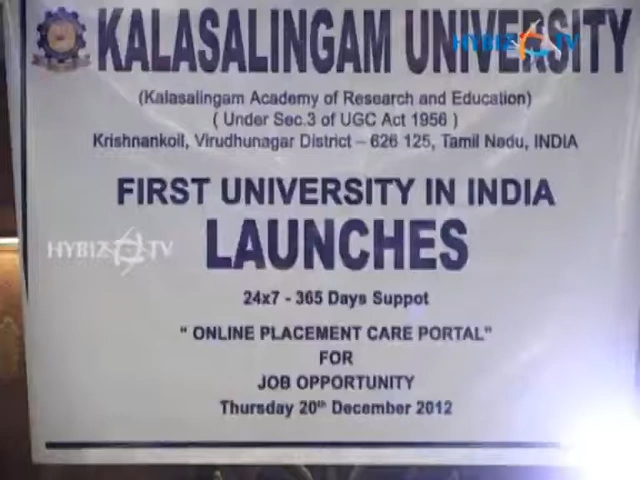 KALASALINGAM UNIVERSITY
HYBIZ TV
(Kalasalingam Academy of Research and Education)
( Under Sec.3 of UGC Act 1956 )
Krishnankoil, Virudhunagar District – 626 125, Tamil Nadu, INDIA
FIRST UNIVERSITY IN INDIA
LAUNCHES
HYBIZ TV
24x7 - 365 Days Suppot
" ONLINE PLACEMENT CARE PORTAL"
FOR
JOB OPPORTUNITY
Thursday 20th December 2012